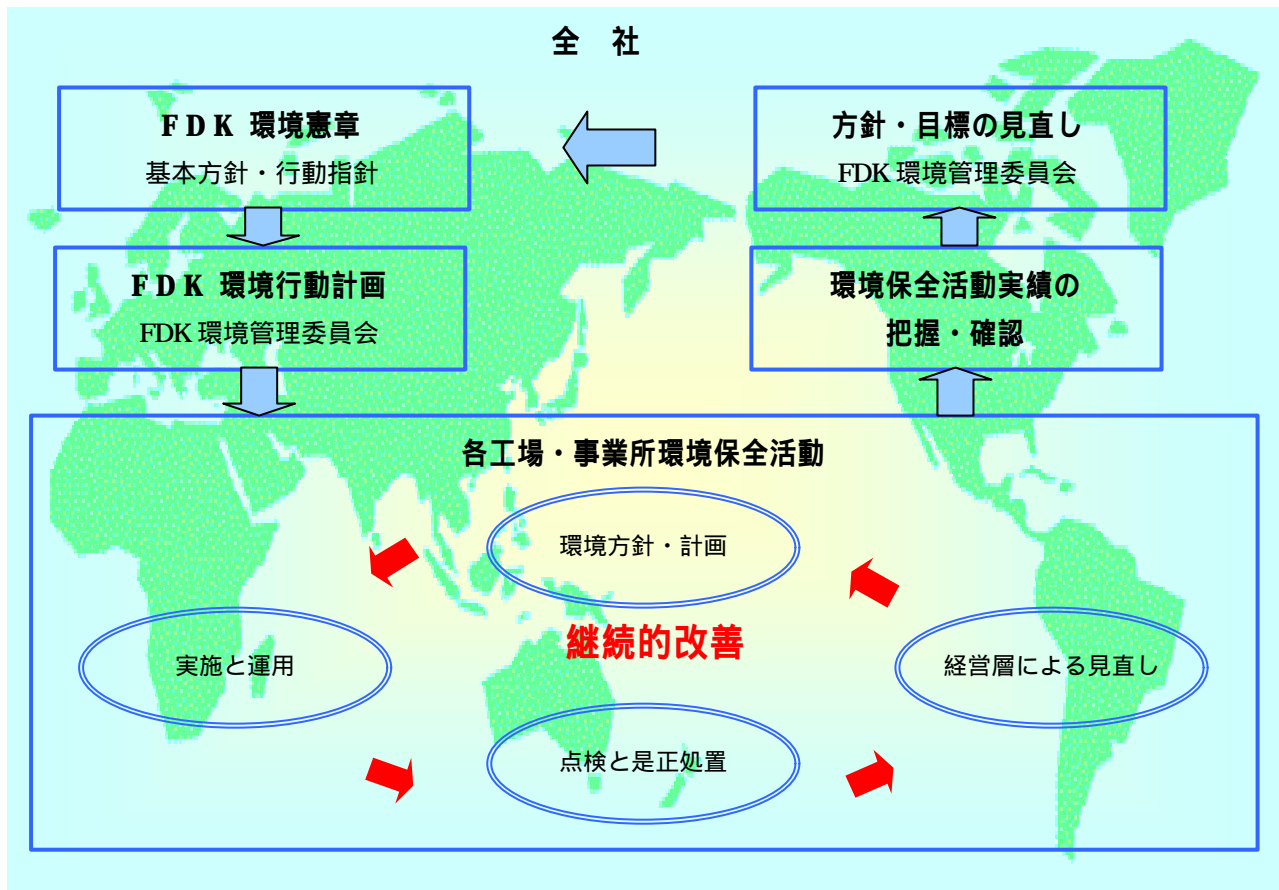 全 社
FDK 環境憲章
基本方針・行動指針
方針・目標の見直し
FDK 環境管理委員会
FDK 環境行動計画
FDK 環境管理委員会
環境保全活動実績の
把握・確認
各工場・事業所環境保全活動
環境方針・計画
継続的改善
実施と運用
経営層による見直し
点検と是正処置